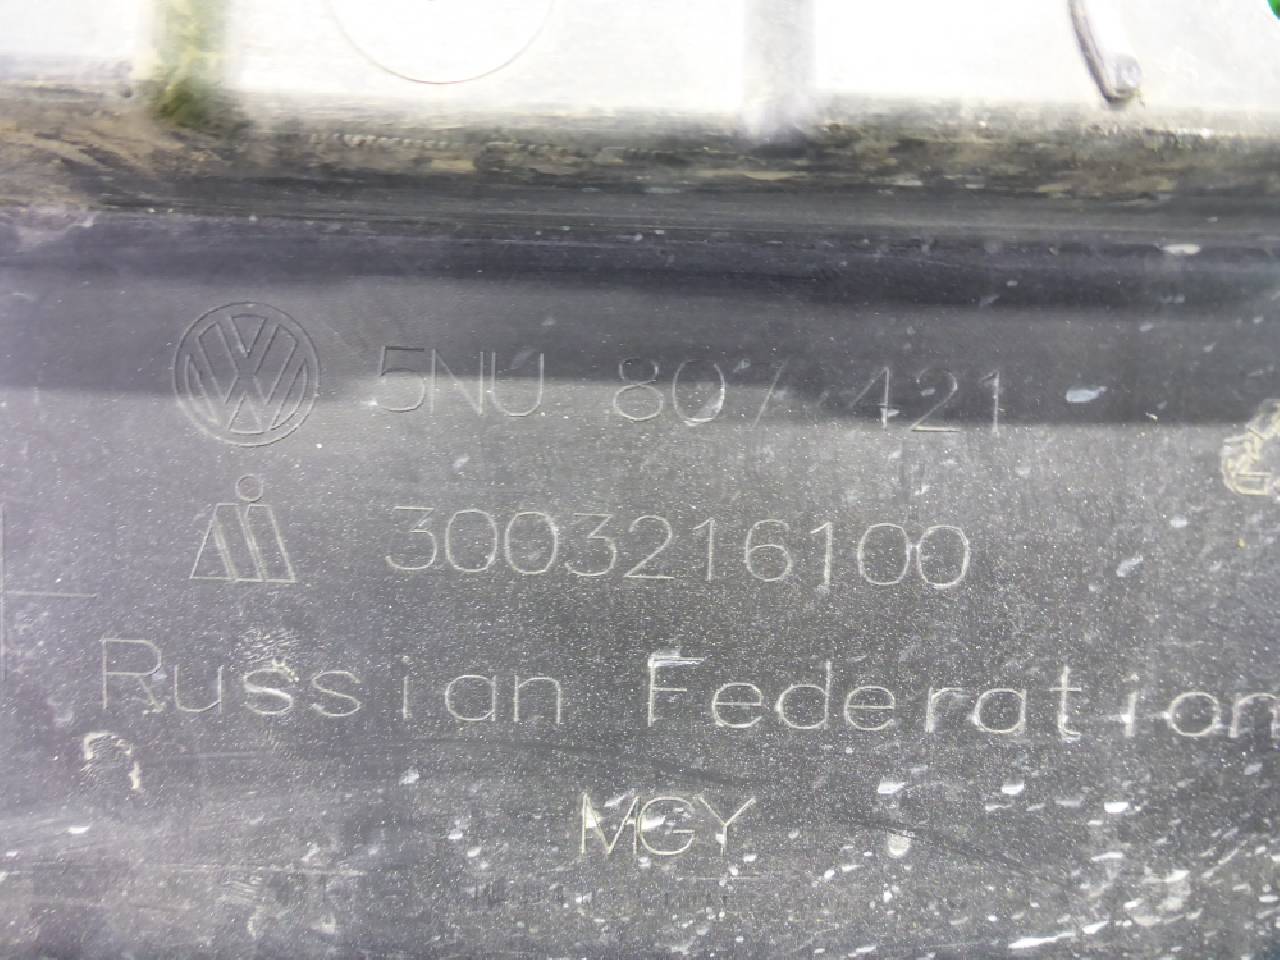 5NU 807 421
3003216100
Russian Federation
MGY